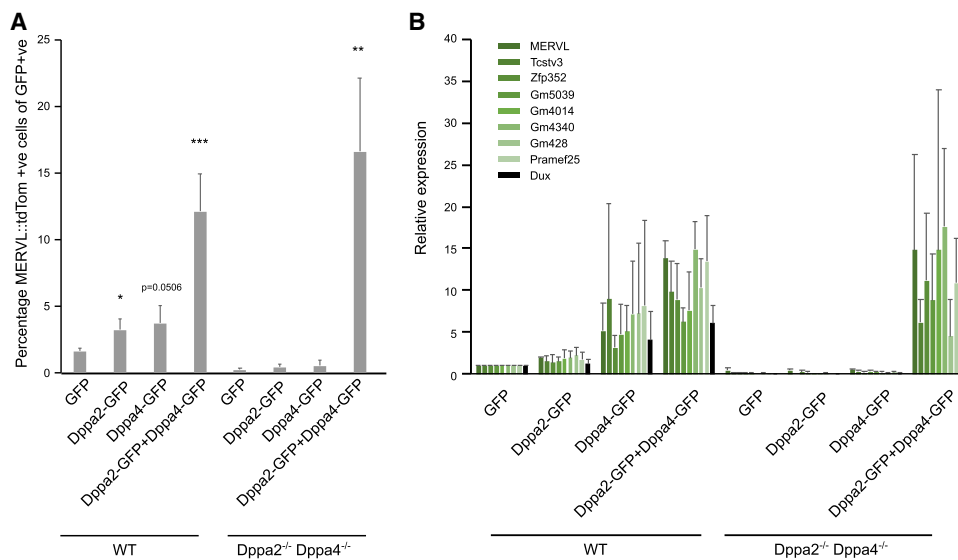 A
Percentage MERVL::tdTom +ve cells of GFP+ve
25
20
15
10
5
0
*
p=0.0506
***
**
GFP
Dppa2-GFP
Dppa4-GFP
Dppa2-GFP+Dppa4-GFP
GFP
Dppa2-GFP
Dppa4-GFP
Dppa2-GFP+Dppa4-GFP
WT
Dppa2-/- Dppa4-/-
B
Relative expression
40
35
30
25
20
15
10
5
0
MERVL
Tcstv3
Zfp352
Gm5039
Gm4014
Gm4340
Gm428
Pramef25
Dux
GFP
Dppa2-GFP
Dppa4-GFP
Dppa2-GFP+Dppa4-GFP
GFP
Dppa2-GFP
Dppa4-GFP
Dppa2-GFP+Dppa4-GFP
WT
Dppa2-/- Dppa4-/-